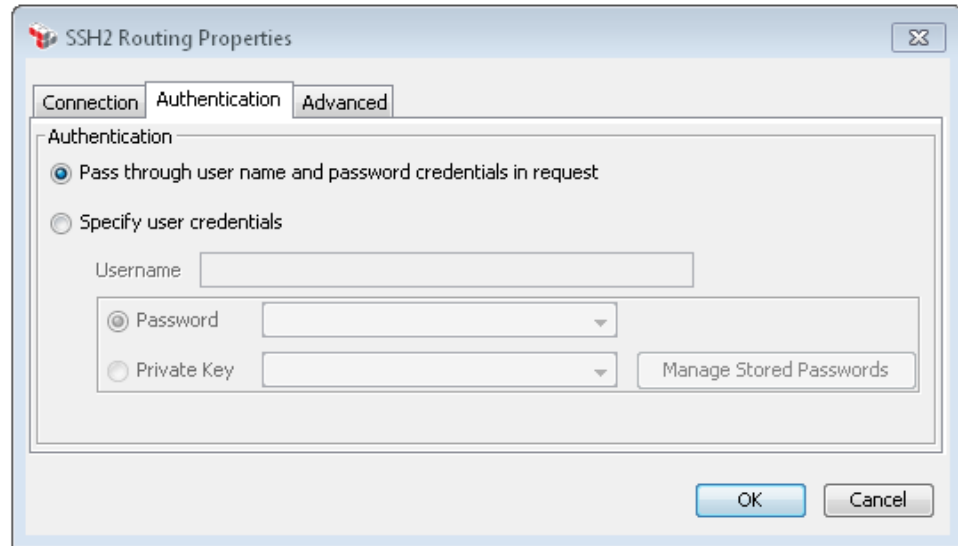 SSH2 Routing Properties
Connection Authentication Advanced
Authentication
Pass through user name and password credentials in request
Specify user credentials
Username
Password
Private Key Manage Stored Passwords
OK Cancel